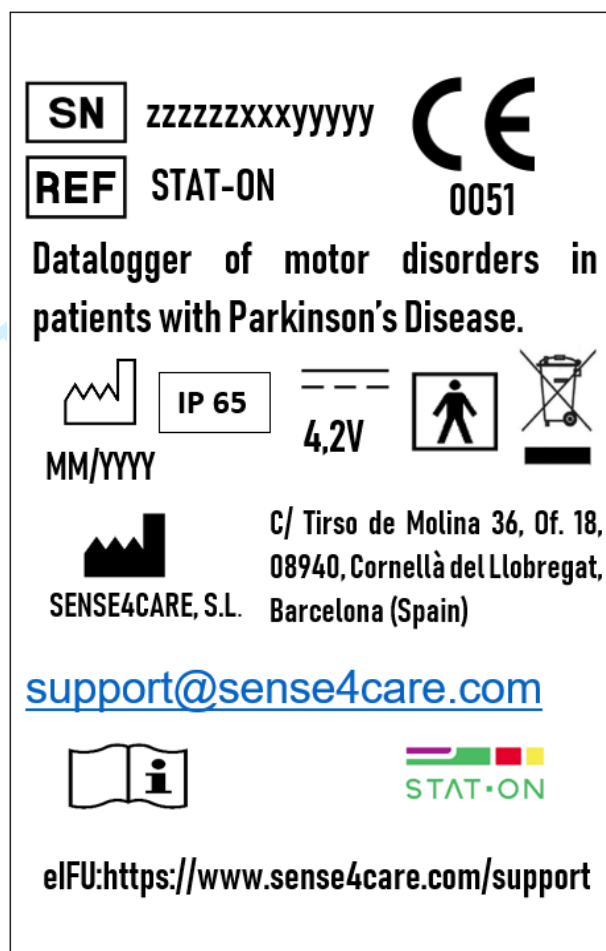 SN zzzzzzxxxyyyyy CE
REF STAT-ON 0051
Datalogger of motor disorders in
patients with Parkinson's Disease.
IP 65
4,2V
MM/YYYY
C/ Tirso de Molina 36, Of. 18,
08940, Cornellà del Llobregat,
SENSE4CARE, S.L. Barcelona (Spain)
support@sense4care.com
i
STAT·ON
eIFU:https://www.sense4care.com/support